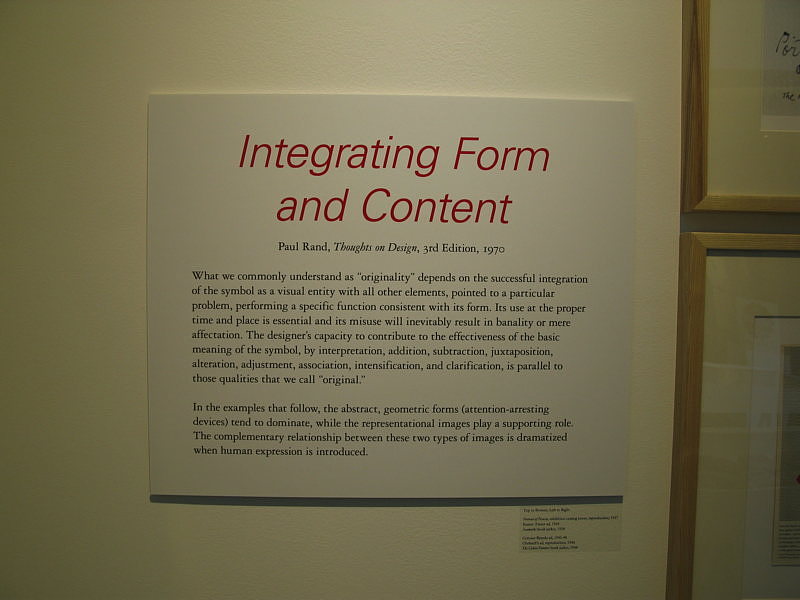 Integrating Form
and Content
Paul Rand, Thoughts on Design, 3rd Edition, 1970
What we commonly understand as “originality” depends on the successful integration
of the symbol as a visual entity with all other elements, pointed to a particular
problem, performing a specific function consistent with its form. Its use at the proper
time and place is essential and its misuse will inevitably result in banality or mere
affectation. The designer’s capacity to contribute to the effectiveness of the basic
meaning of the symbol, by interpretation, addition, subtraction, juxtaposition,
alteration, adjustment, association, intensification, and clarification, is parallel to
those qualities that we call “original.”
In the examples that follow, the abstract, geometric forms (attention-arresting
devices) tend to dominate, while the representational images play a supporting role.
The complementary relationship between these two types of images is dramatized
when human expression is introduced.
Top to Bottom, Left to Right
The